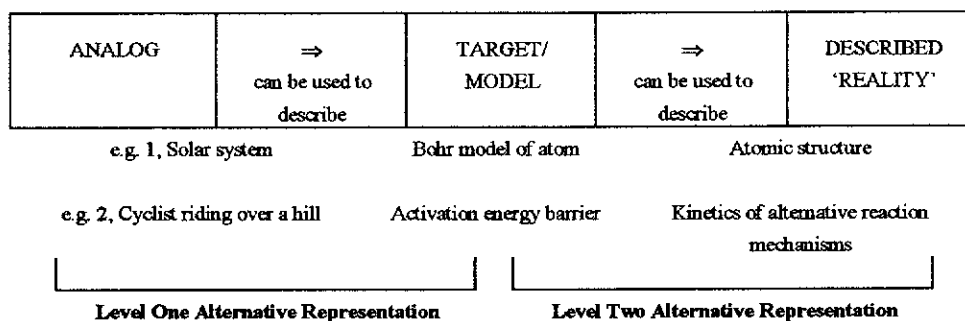 ANALOG ⇒ TARGET/ ⇒ DESCRIBED
can be used to MODEL can be used to 'REALITY'
describe describe
e.g. 1, Solar system Bohr model of atom Atomic structure
e.g. 2, Cyclist riding over a hill Activation energy barrier Kinetics of alternative reaction
mechanisms
Level One Alternative Representation Level Two Alternative Representation